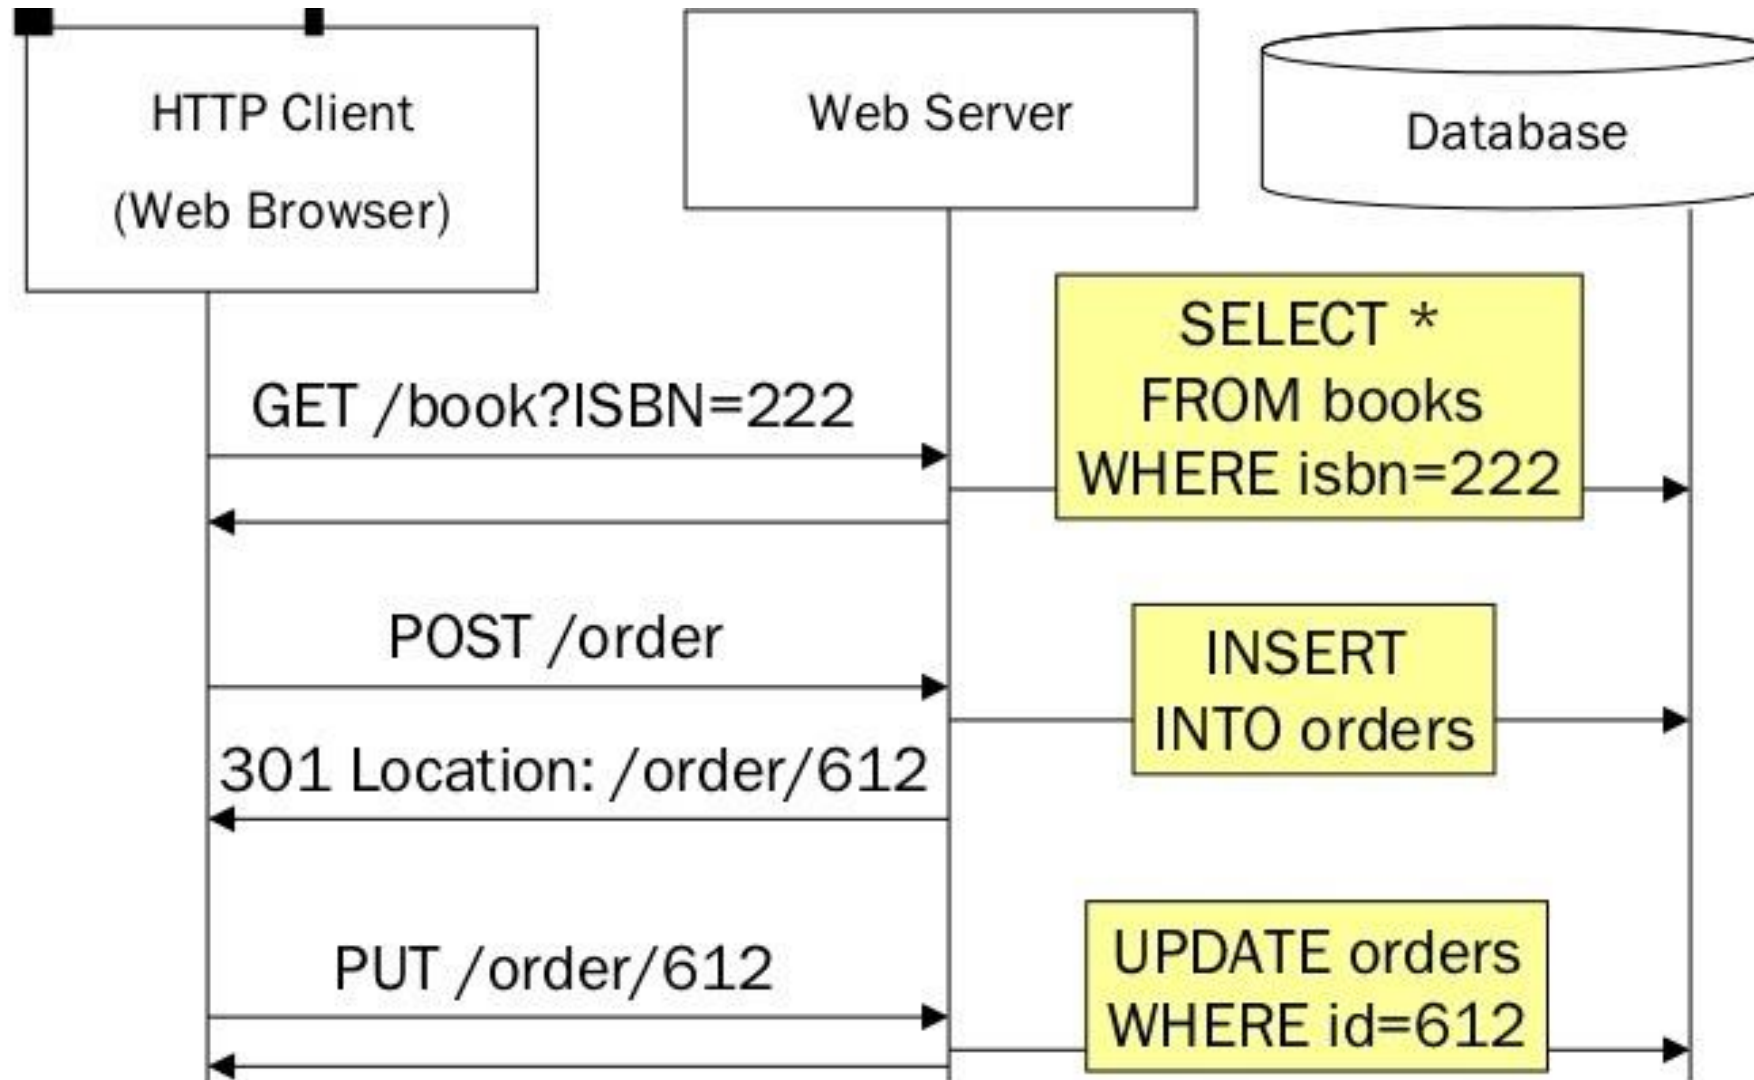 HTTP Client
(Web Browser)
Web Server
Database
GET /book?ISBN=222
SELECT *
FROM books
WHERE isbn=222
POST /order
INSERT
INTO orders
301 Location: /order/612
PUT /order/612
UPDATE orders
WHERE id=612